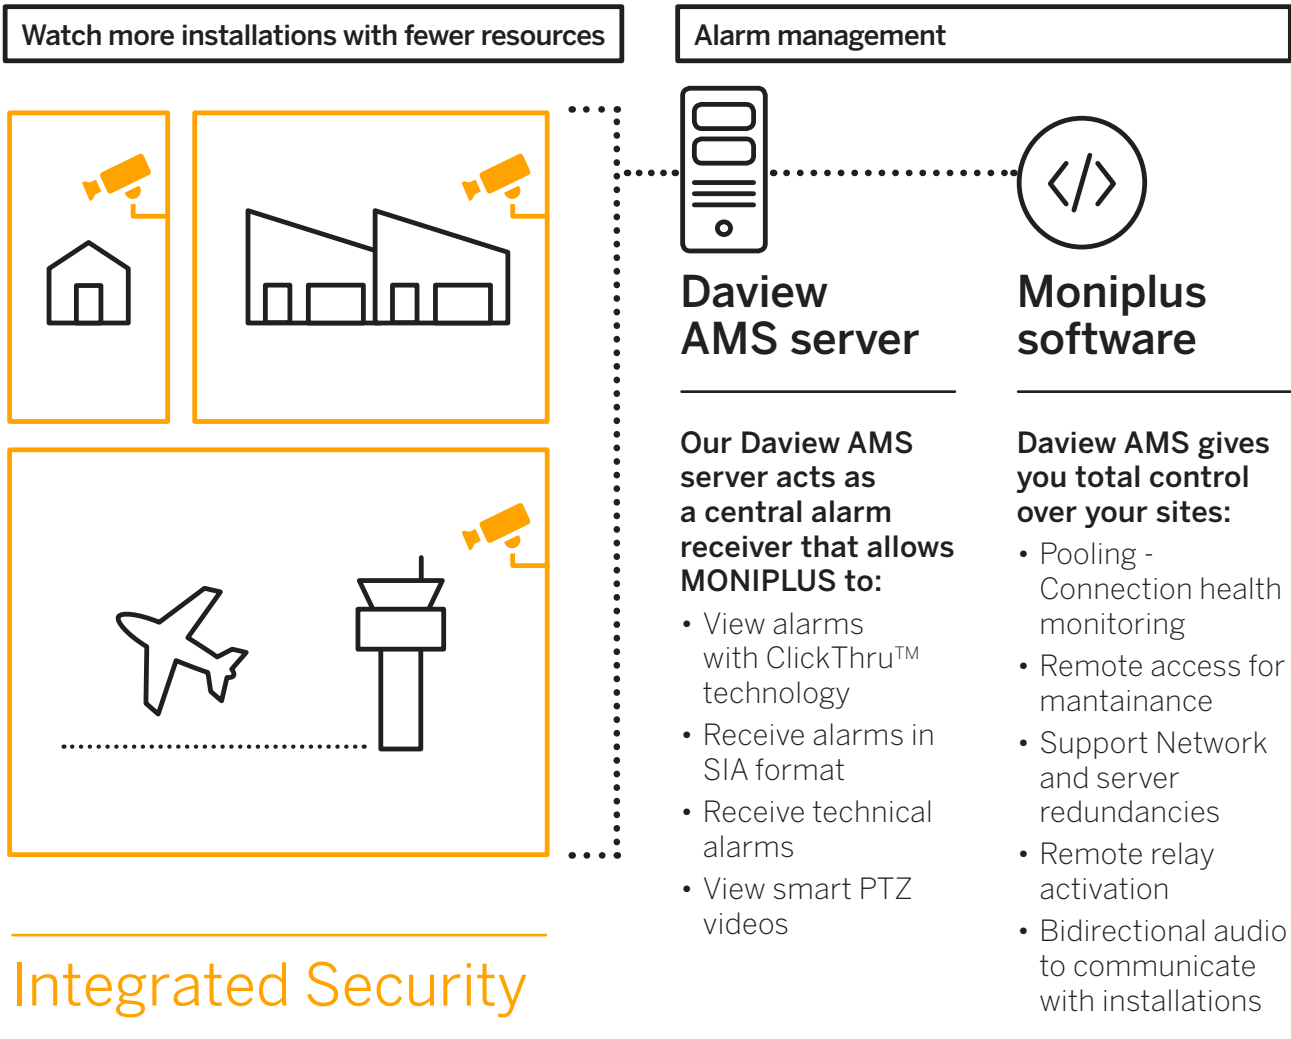 Watch more installations with fewer resources
Alarm management
Daview
AMS server
Our Daview AMS
server acts as
a central alarm
receiver that allows
MONIPLUS to:
• View alarms
with ClickThru™
technology
• Receive alarms in
SIA format
• Receive technical
alarms
• View smart PTZ
videos
</>
Moniplus
software
Daview AMS gives
you total control
over your sites:
• Pooling -
Connection health
monitoring
• Remote access for
mantainance
• Support Network
and server
redundancies
• Remote relay
activation
• Bidirectional audio
to communicate
with installations
Integrated Security